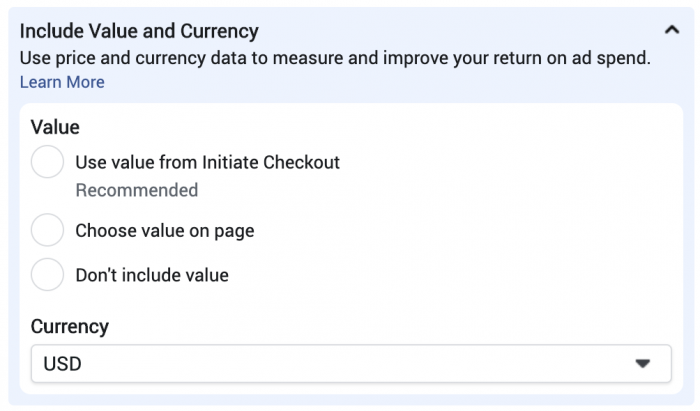 Include Value and Currency
Use price and currency data to measure and improve your return on ad spend.
Learn More
Value
Use value from Initiate Checkout
Recommended
Choose value on page
Don't include value
Currency
USD